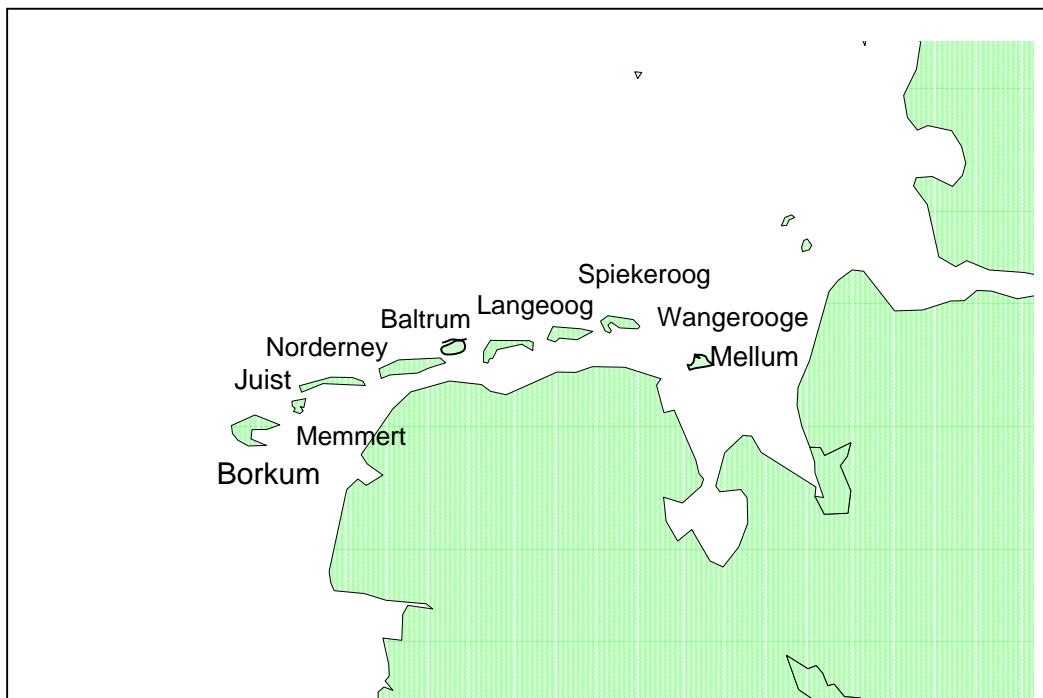 Spiekeroog
Langeoog
Wangerooge
Baltrum
Norderney
Mellum
Juist
Memmert
Borkum